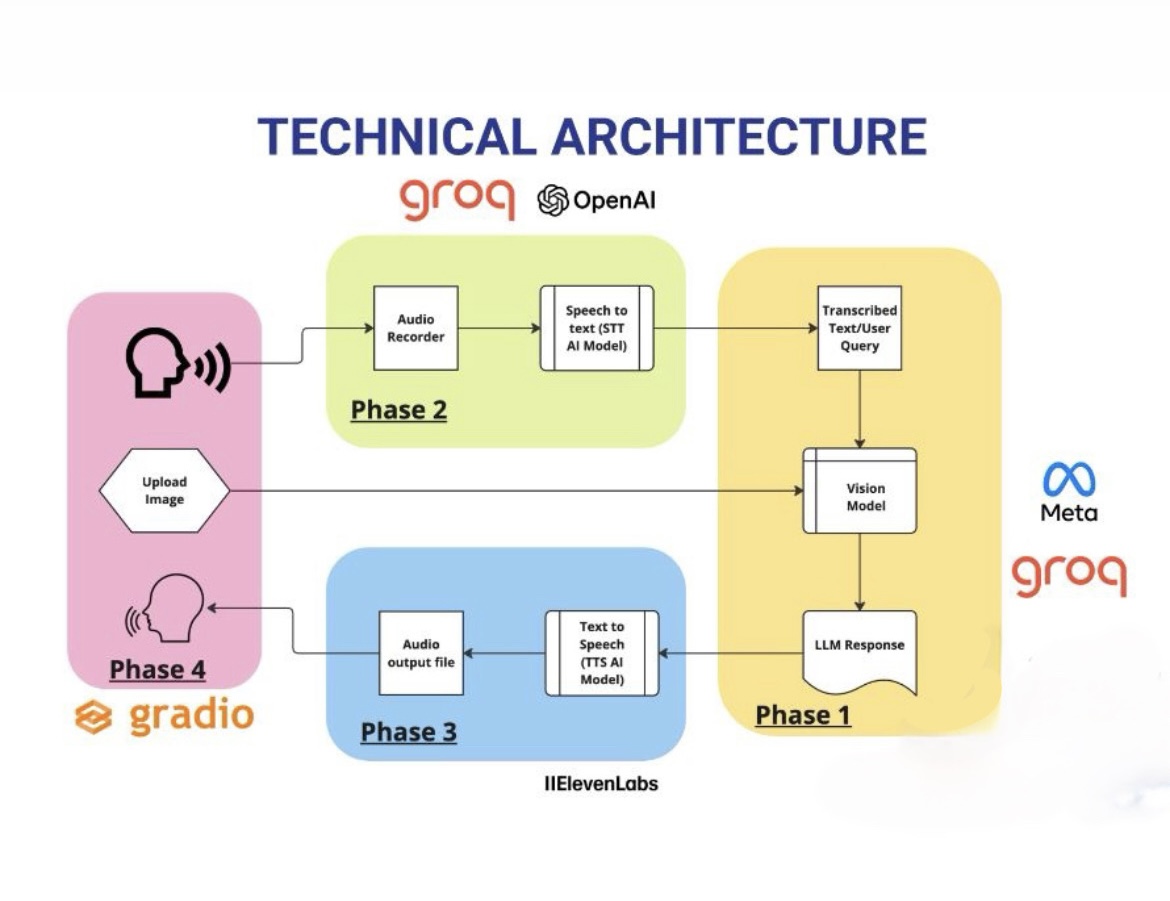 TECHNICAL ARCHITECTURE
groq
OpenAI
Audio
Recorder
Speech to
text (STT
AI Model)
Phase 2
Transcribed
Text/User
Query
Upload
Image
Vision
Model
Meta
groq
Audio
output file
Text to
Speech
(TTS AI
Model)
LLM Response
Phase 4
gradio
Phase 3
Phase 1
IIElevenLabs